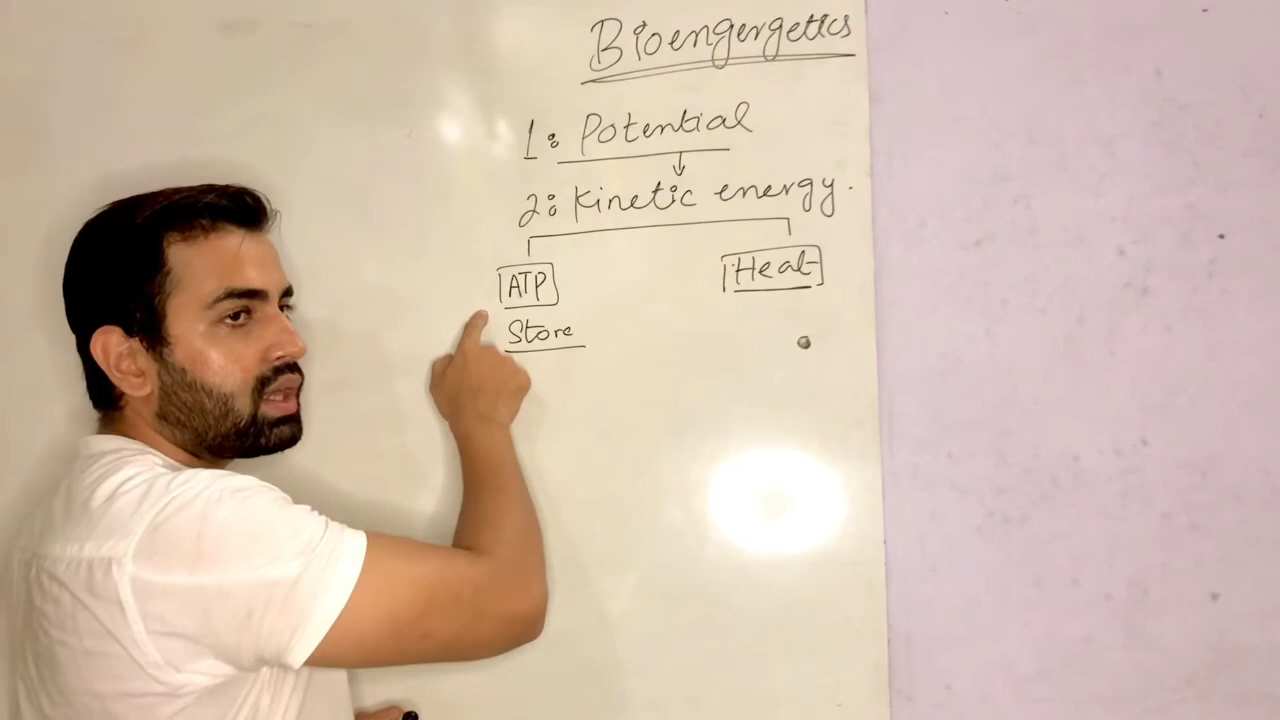 Bioengergetics
1: Potential
2: Kinetic energy.
ATP Heat
Store